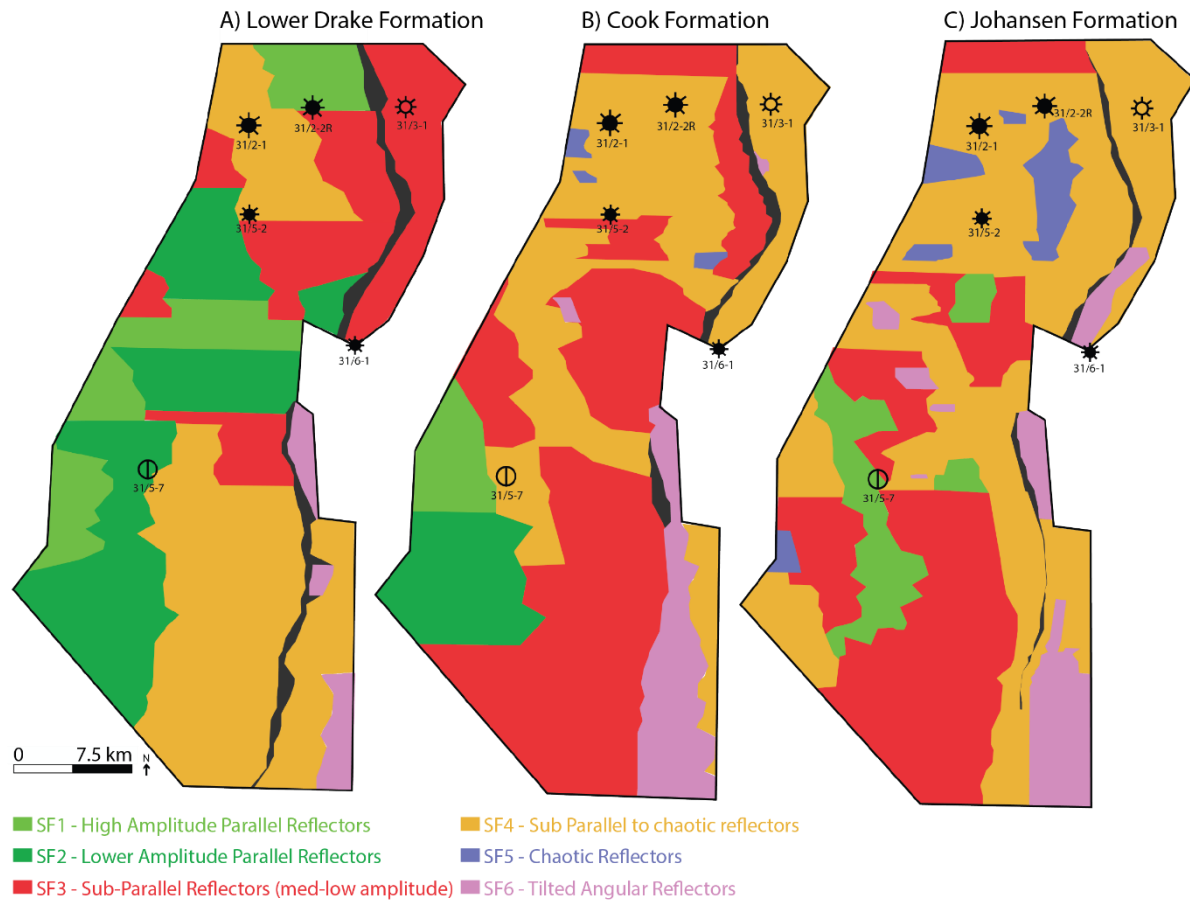 A) Lower Drake Formation
B) Cook Formation
C) Johansen Formation
31/2-1
31/2-2R
31/3-1
31/5-2
31/6-1
31/5-7
31/2-1
31/2-2R
31/3-1
31/5-2
31/6-1
31/5-7
31/2-1
31/2-2R
31/3-1
31/5-2
31/6-1
31/5-7
0 7.5 km
N
SF1 - High Amplitude Parallel Reflectors
SF2 - Lower Amplitude Parallel Reflectors
SF3 - Sub-Parallel Reflectors (med-low amplitude)
SF4 - Sub Parallel to chaotic reflectors
SF5 - Chaotic Reflectors
SF6 - Tilted Angular Reflectors